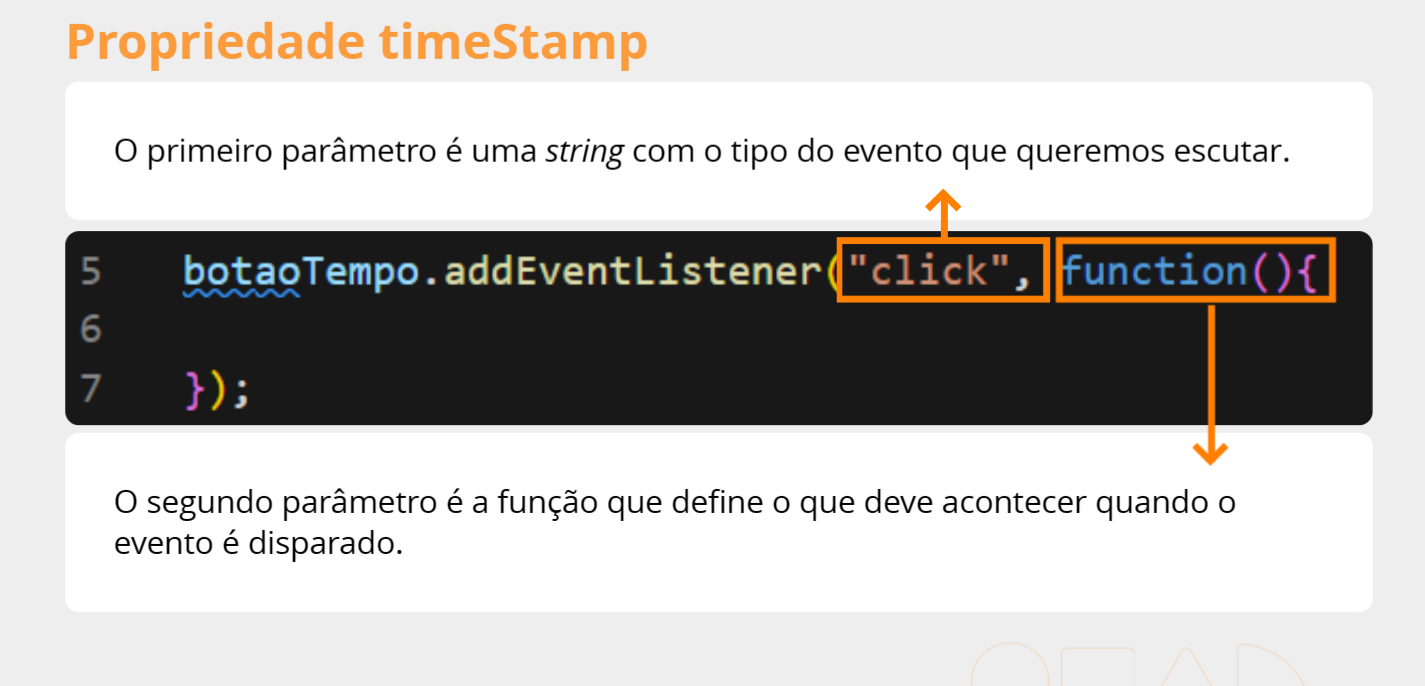 Propriedade timeStamp
O primeiro parâmetro é uma string com o tipo do evento que queremos escutar.
5 botaoTempo.addEventListener("click", function(){
6
7 });
O segundo parâmetro é a função que define o que deve acontecer quando o
evento é disparado.